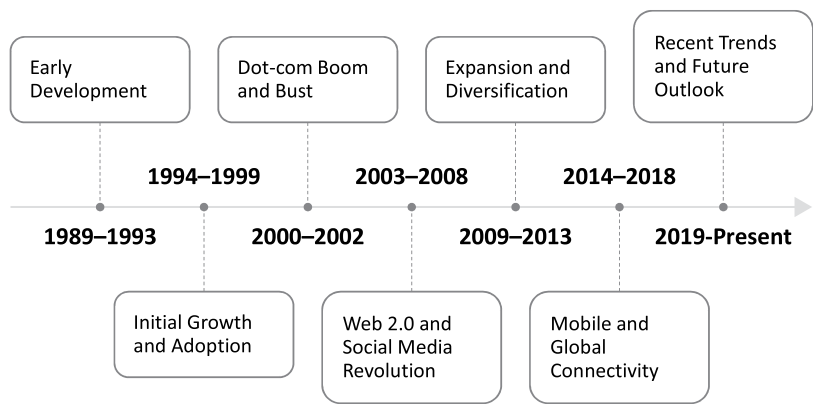 Early
Development
Dot-com Boom
and Bust
Expansion and
Diversification
Recent Trends
and Future
Outlook
1994–1999
2003–2008
2014–2018
1989–1993
2000–2002
2009–2013
2019-Present
Initial Growth
and Adoption
Web 2.0 and
Social Media
Revolution
Mobile and
Global
Connectivity